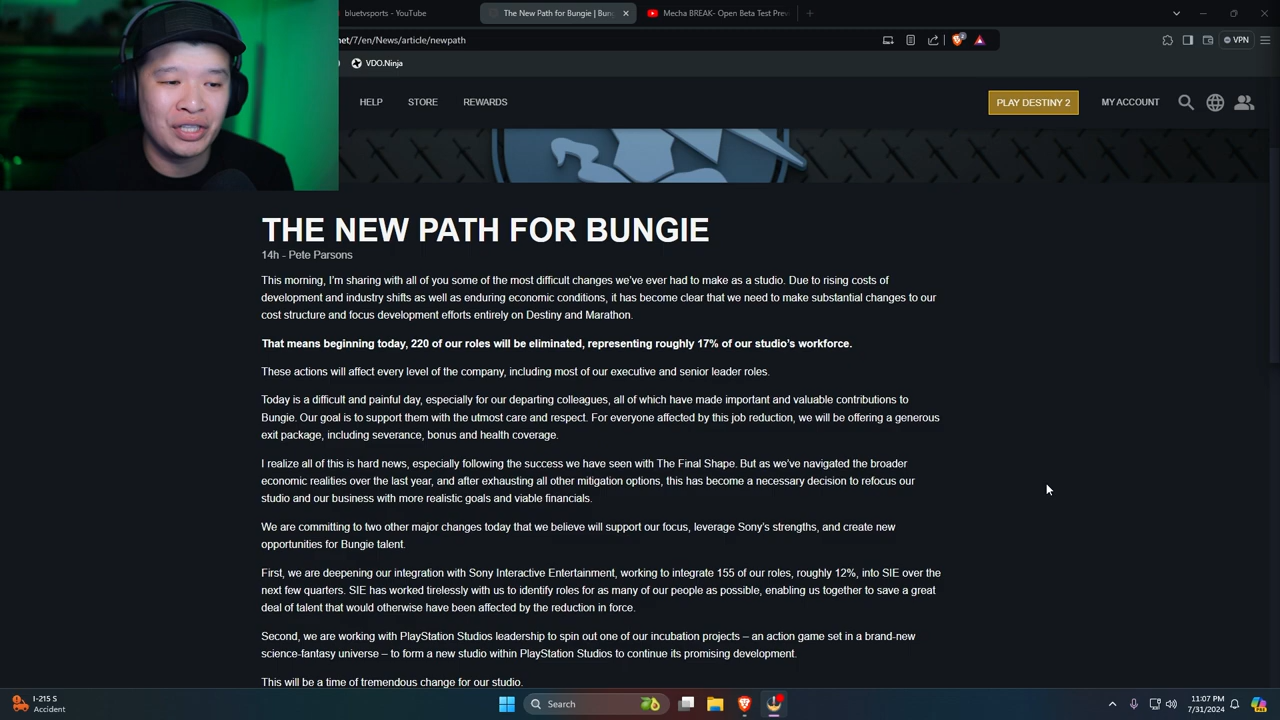 bluetvsports - YouTube
The New Path for Bungie | Bun
Mecha BREAK- Open Beta Test Prev
net/7/en/News/article/newpath
VPN
VDO.Ninja
HELP
STORE
REWARDS
PLAY DESTINY 2
MY ACCOUNT
THE NEW PATH FOR BUNGIE
14h - Pete Parsons
This morning, I'm sharing with all of you some of the most difficult changes we've ever had to make as a studio. Due to rising costs of
development and industry shifts as well as enduring economic conditions, it has become clear that we need to make substantial changes to our
cost structure and focus development efforts entirely on Destiny and Marathon.
That means beginning today, 220 of our roles will be eliminated, representing roughly 17% of our studio's workforce.
These actions will affect every level of the company, including most of our executive and senior leader roles.
Today is a difficult and painful day, especially for our departing colleagues, all of which have made important and valuable contributions to
Bungie. Our goal is to support them with the utmost care and respect. For everyone affected by this job reduction, we will be offering a generous
exit package, including severance, bonus and health coverage.
I realize all of this is hard news, especially following the success we have seen with The Final Shape. But as we've navigated the broader
economic realities over the last year, and after exhausting all other mitigation options, this has become a necessary decision to refocus our
studio and our business with more realistic goals and viable financials.
We are committing to two other major changes today that we believe will support our focus, leverage Sony's strengths, and create new
opportunities for Bungie talent.
First, we are deepening our integration with Sony Interactive Entertainment, working to integrate 155 of our roles, roughly 12%, into SIE over the
next few quarters. SIE has worked tirelessly with us to identify roles for as many of our people as possible, enabling us together to save a great
deal of talent that would otherwise have been affected by the reduction in force.
Second, we are working with PlayStation Studios leadership to spin out one of our incubation projects – an action game set in a brand-new
science-fantasy universe – to form a new studio within PlayStation Studios to continue its promising development.
This will be a time of tremendous change for our studio.
I-215 S
Accident
Search
11:07 PM
7/31/2024